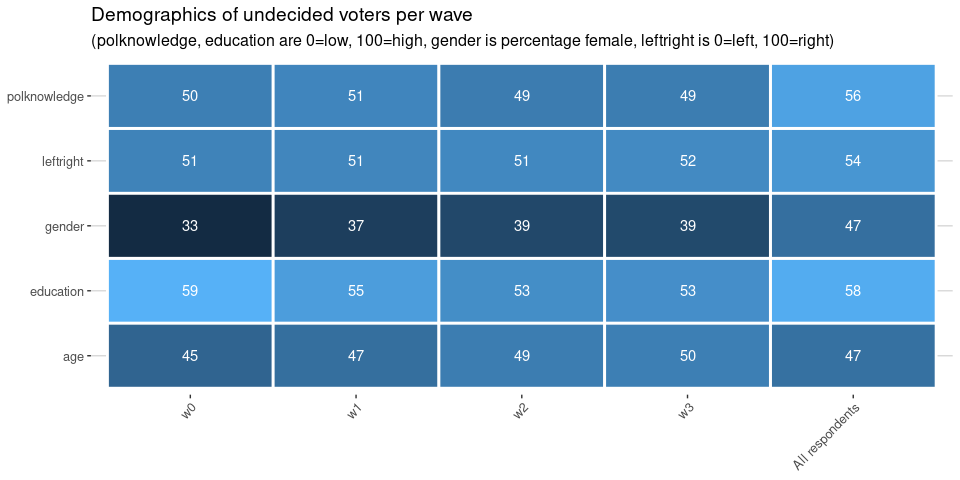 Demographics of undecided voters per wave
(polknowledge, education are 0=low, 100=high, gender is percentage female, leftright is 0=left, 100=right)
polknowledge 50 51 49 49 56
leftright 51 51 51 52 54
gender 33 37 39 39 47
education 59 55 53 53 58
age 45 47 49 50 47
w0 w1 w2 w3 All respondents